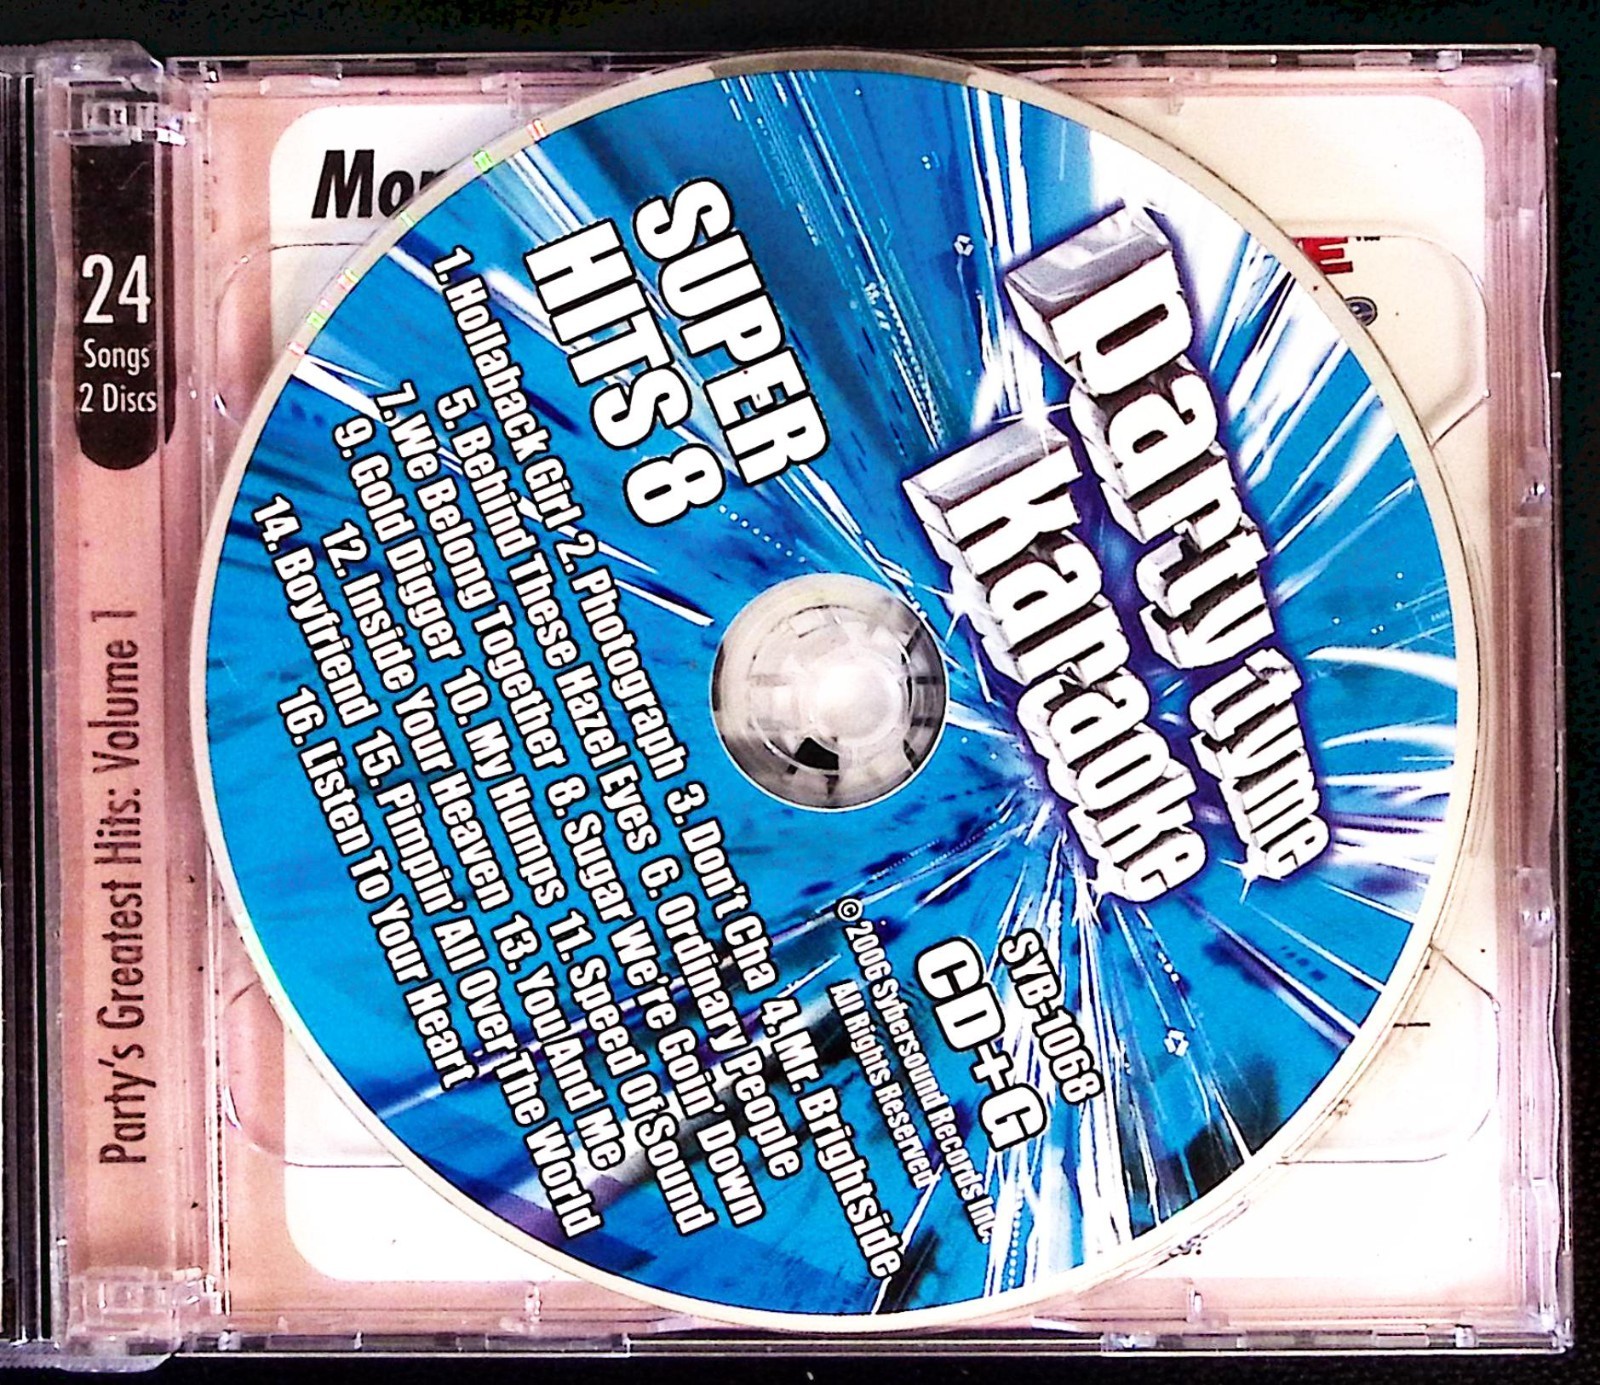 24
Songs
2 Discs
Party's Greatest Hits: Volume 1
party tyme
karaoke
SUPER
HITS 8
1. Hollaback Girl 2. Photograph 3. Don't Cha 4. Mr. Brightside
5. Behind These Hazel Eyes 6. Ordinary People
7. We Belong Together 8. Sugar We're Goin' Down
9. Gold Digger 10. My Humps 11. Speed Of Sound
12. Inside Your Heaven 13. You And Me
14. Boyfriend 15. Pimpin' All Over The World
16. Listen To Your Heart
SYB-1068
CD+G
© 2006 Sybersound Records Inc.
All Rights Reserved